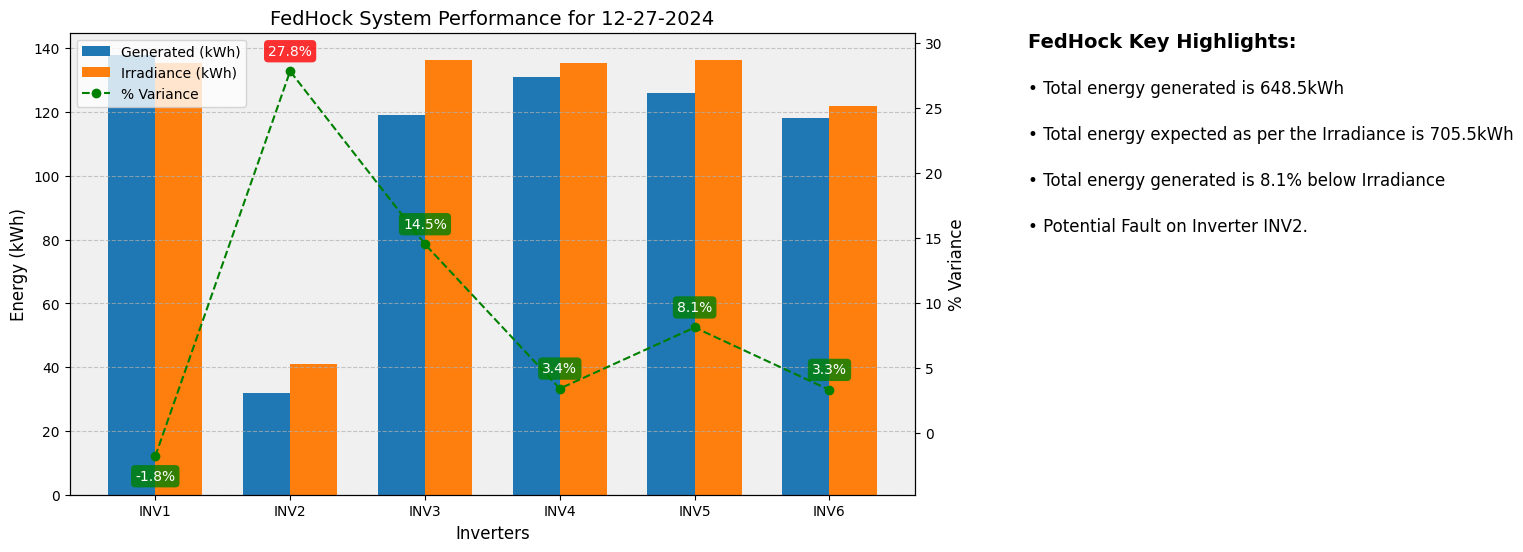 FedHock System Performance for 12-27-2024
Generated (kWh)
Irradiance (kWh)
% Variance
Energy (kWh)
140
120
100
80
60
40
20
0
30
25
20
15
10
5
0
% Variance
-1.8%
27.8%
14.5%
3.4%
8.1%
3.3%
INV1 INV2 INV3 INV4 INV5 INV6
Inverters
FedHock Key Highlights:
• Total energy generated is 648.5kWh
• Total energy expected as per the Irradiance is 705.5kWh
• Total energy generated is 8.1% below Irradiance
• Potential Fault on Inverter INV2.